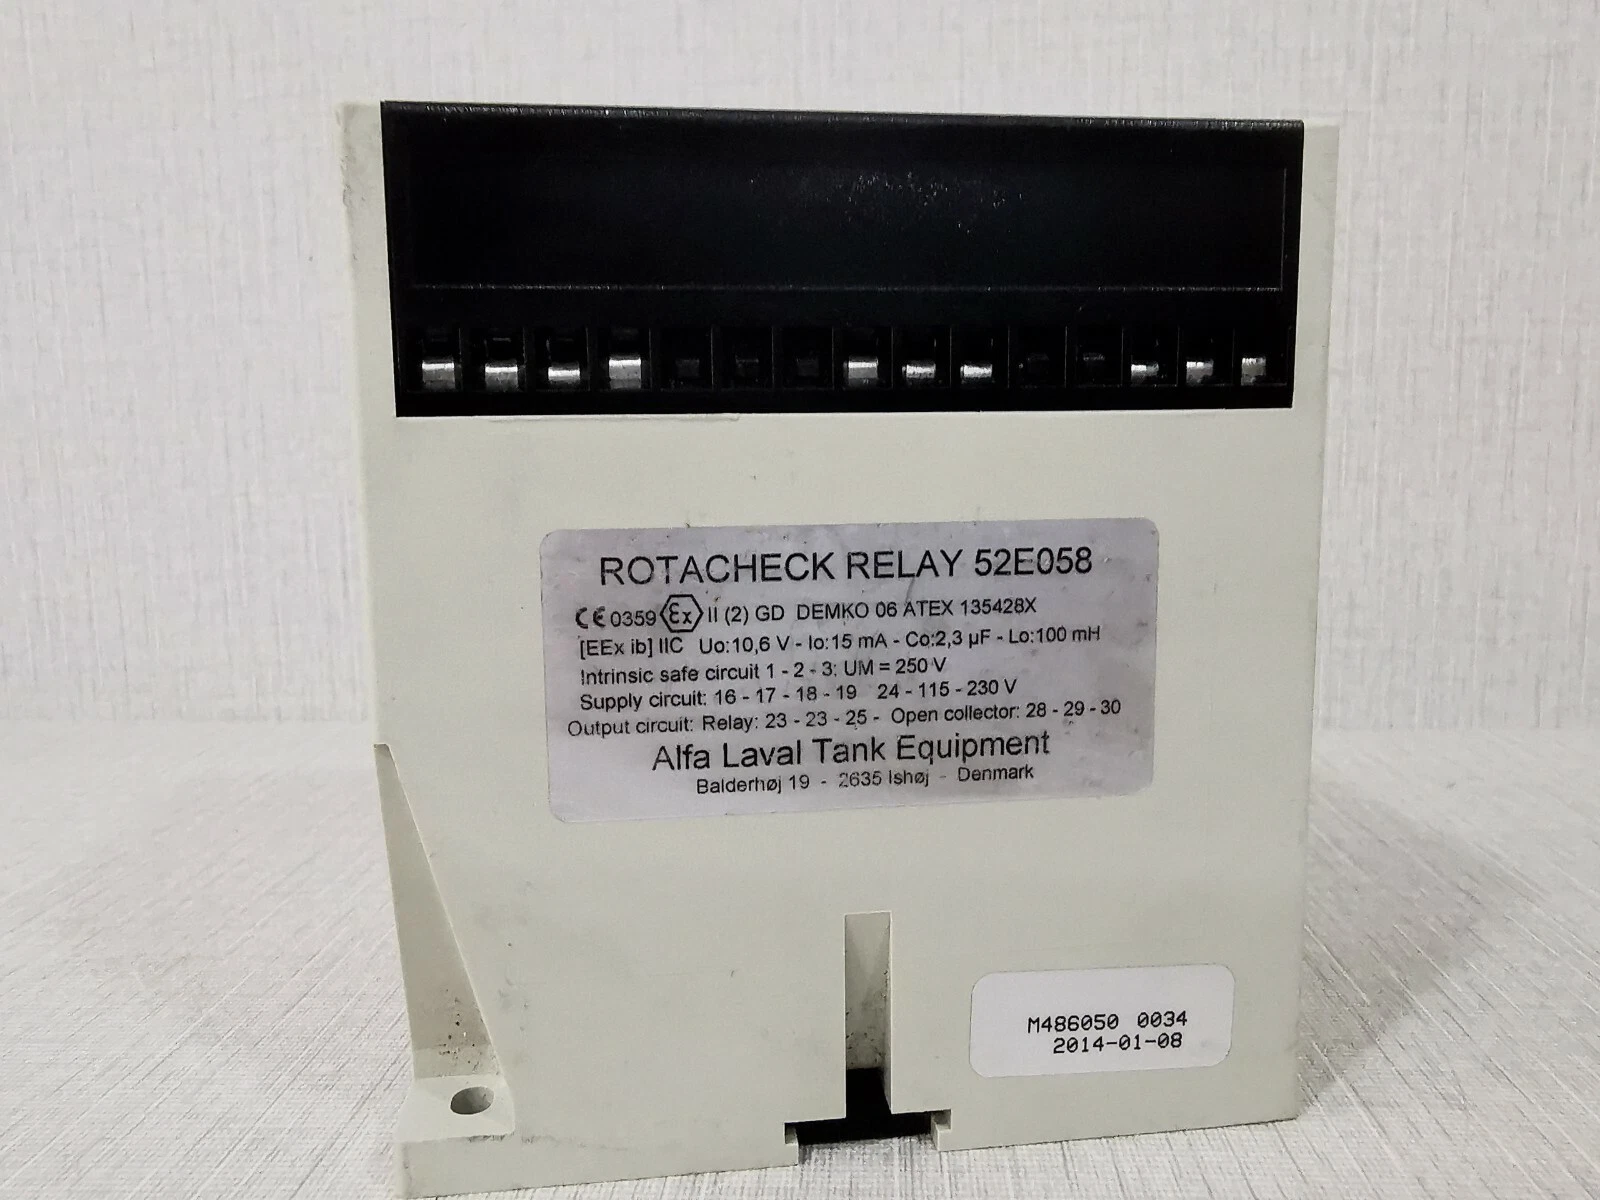 ROTACHECK RELAY 52E058
CE 0359 Ex II (2) GD DEMKO 06 ATEX 135428X
[EEx ib] IIC Uo:10,6 V - Io:15 mA - Co:2,3 µF - Lo:100 mH
Intrinsic safe circuit 1 - 2 - 3: UM = 250 V
Supply circuit: 16 - 17 - 18 - 19 24 - 115 - 230 V
Output circuit: Relay: 23 - 23 - 25 - Open collector: 28 - 29 - 30
Alfa Laval Tank Equipment
Balderhøj 19 - 2635 Ishøj - Denmark
M486050 0034
2014-01-08